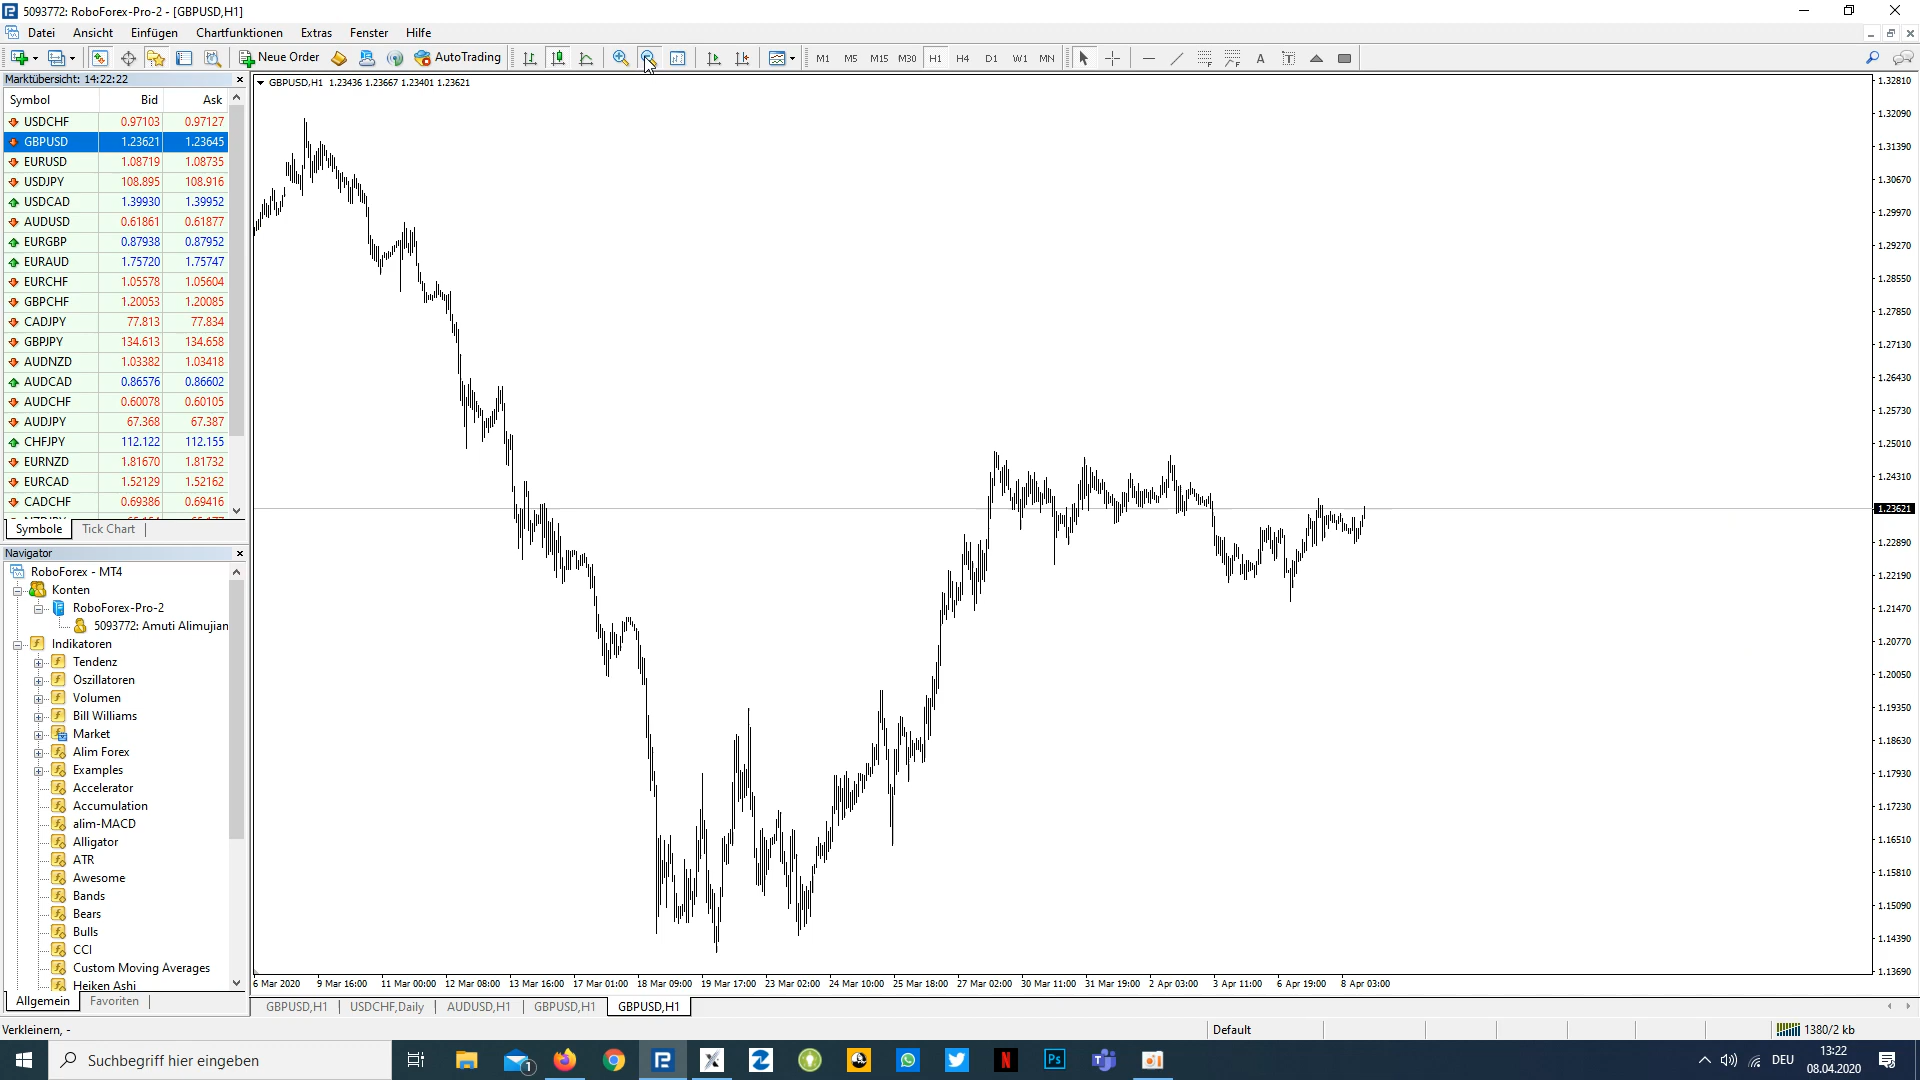 5093772: RoboForex-Pro-2 - [GBPUSD,H1]
Datei Ansicht Einfügen Chartfunktionen Extras Fenster Hilfe
Neue Order AutoTrading M1 M5 M15 M30 H1 H4 D1 W1 MN A T
Marktübersicht: 14:22:22
Symbol Bid Ask
USDCHF 0.97103 0.97127
GBPUSD 1.23621 1.23645
EURUSD 1.08719 1.08735
USDJPY 108.895 108.916
USDCAD 1.39930 1.39952
AUDUSD 0.61861 0.61877
EURGBP 0.87938 0.87952
EURAUD 1.75720 1.75747
EURCHF 1.05578 1.05604
GBPCHF 1.20053 1.20085
CADJPY 77.813 77.834
GBPJPY 134.613 134.658
AUDNZD 1.03382 1.03418
AUDCAD 0.86576 0.86602
AUDCHF 0.60078 0.60105
AUDJPY 67.368 67.387
CHFJPY 112.122 112.155
EURNZD 1.81670 1.81732
EURCAD 1.52129 1.52162
CADCHF 0.69386 0.69416
Symbole Tick Chart
Navigator
RoboForex - MT4
Konten
RoboForex-Pro-2
5093772: Amuti Alimujian
Indikatoren
Tendenz
Oszillatoren
Volumen
Bill Williams
Market
Alim Forex
Examples
Accelerator
Accumulation
alim-MACD
Alligator
ATR
Awesome
Bands
Bears
Bulls
CCI
Custom Moving Averages
Heiken Ashi
Allgemein Favoriten
GBPUSD,H1 1.23436 1.23667 1.23401 1.23621
1.32810
1.32090
1.31390
1.30670
1.29970
1.29270
1.28550
1.27850
1.27130
1.26430
1.25730
1.25010
1.24310
1.23621
1.22890
1.22190
1.21470
1.20770
1.20050
1.19350
1.18630
1.17930
1.17230
1.16510
1.15810
1.15090
1.14390
1.13690
6 Mar 2020 9 Mar 16:00 11 Mar 00:00 12 Mar 08:00 13 Mar 16:00 17 Mar 01:00 18 Mar 09:00 19 Mar 17:00 23 Mar 02:00 24 Mar 10:00 25 Mar 18:00 27 Mar 02:00 30 Mar 11:00 31 Mar 19:00 2 Apr 03:00 3 Apr 11:00 6 Apr 19:00 8 Apr 03:00
GBPUSD,H1 USDCHF,Daily AUDUSD,H1 GBPUSD,H1 GBPUSD,H1
Verkleinern, - Default 1380/2 kb
Suchbegriff hier eingeben 1 N Ps DEU 13:22
08.04.2020